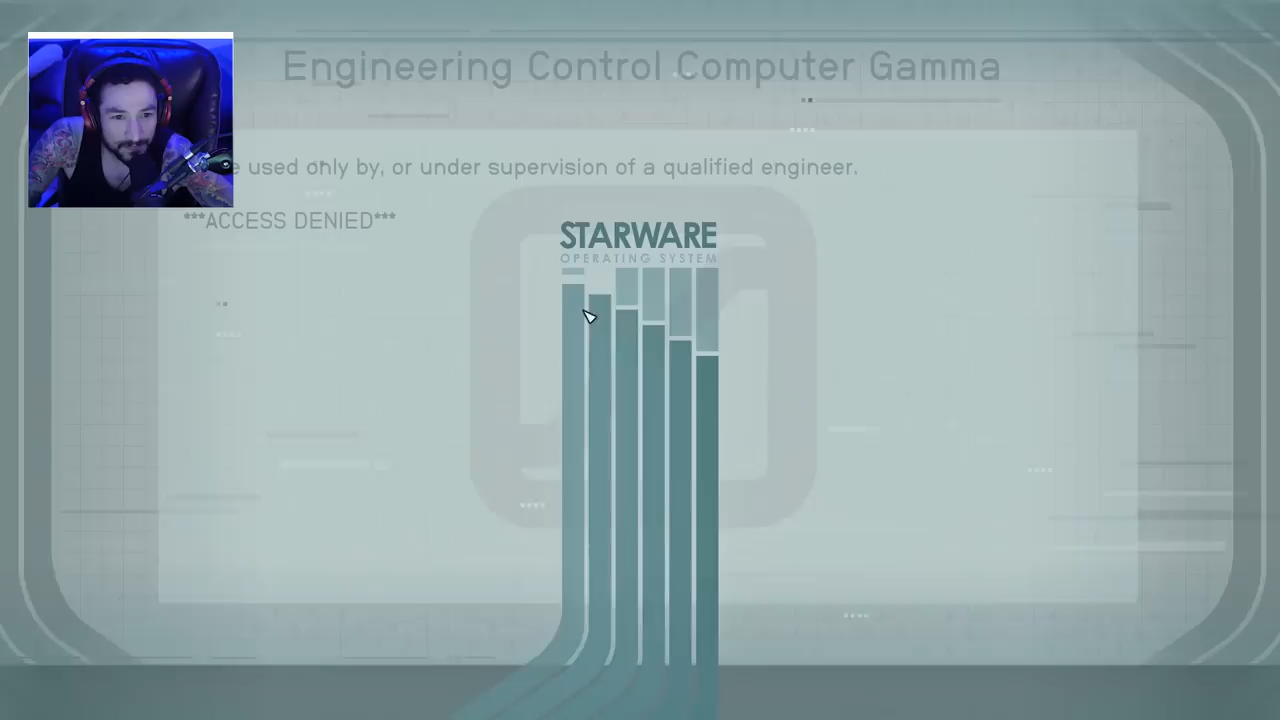 Engineering Control Computer Gamma
used only by, or under supervision of a qualified engineer.
***ACCESS DENIED***
STARWARE
OPERATING SYSTEM